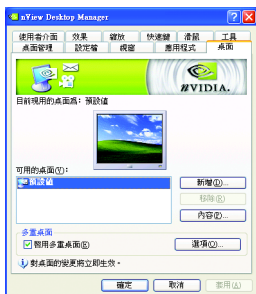 nView Desktop Manager
使用者介面 效果 縮放 快速鍵 滑鼠 工具
桌面管理 設定檔 視窗 應用程式 桌面
NVIDIA.
目前現用的桌面為: 預設值
可用的桌面(V):
預設值
新增(D)...
移除(R)
內容(P)...
多重桌面
啟用多重桌面(E)
選項(O)...
對桌面的變更將立即生效。
確定 取消 套用(A)